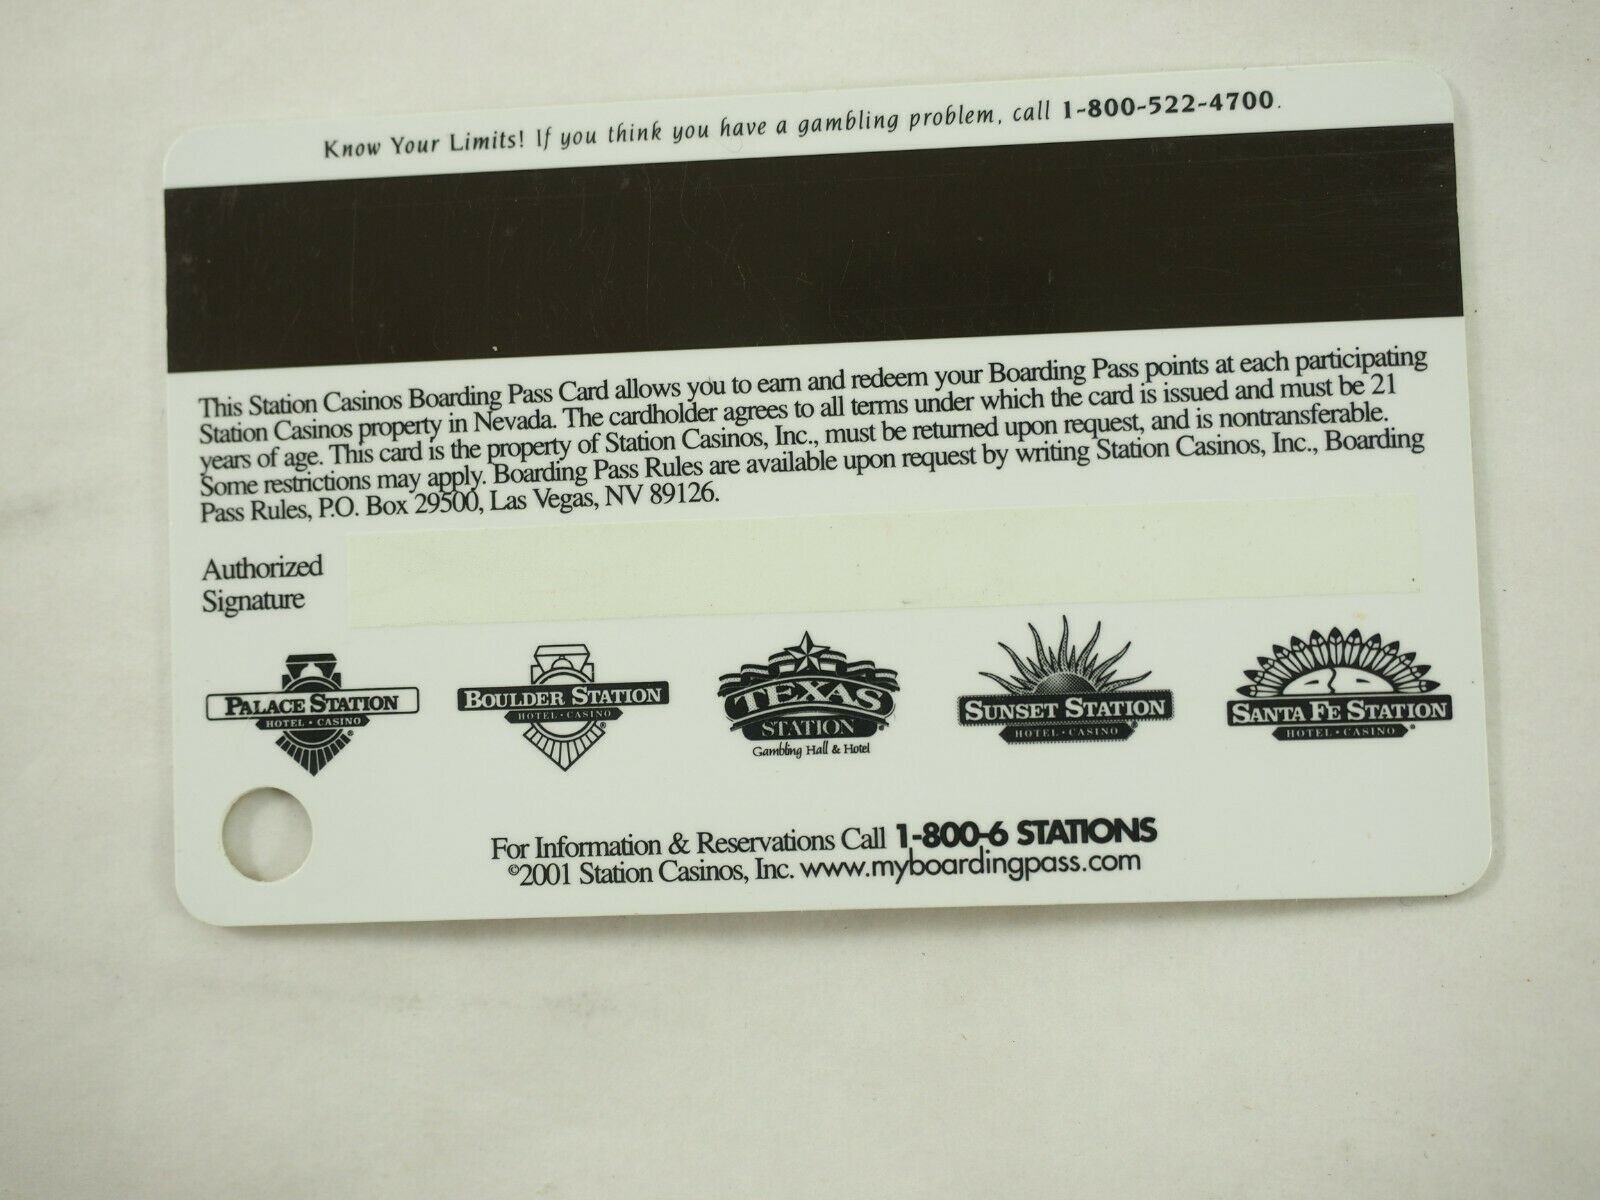 Know Your Limits! If you think you have a gambling problem, call 1-800-522-4700.
This Station Casinos Boarding Pass Card allows you to earn and redeem your Boarding Pass points at each participating
Station Casinos property in Nevada. The cardholder agrees to all terms under which the card is issued and must be 21
years of age. This card is the property of Station Casinos, Inc., must be returned upon request, and is nontransferable.
Some restrictions may apply. Boarding Pass Rules are available upon request by writing Station Casinos, Inc., Boarding
Pass Rules, P.O. Box 29500, Las Vegas, NV 89126.
Authorized
Signature
PALACE STATION
HOTEL · CASINO ®
BOULDER STATION
HOTEL · CASINO ®
TEXAS
STATION ®
Gambling Hall & Hotel
SUNSET STATION
HOTEL · CASINO ®
SANTA FE STATION
HOTEL · CASINO ®
For Information & Reservations Call 1-800-6 STATIONS
©2001 Station Casinos, Inc. www.myboardingpass.com